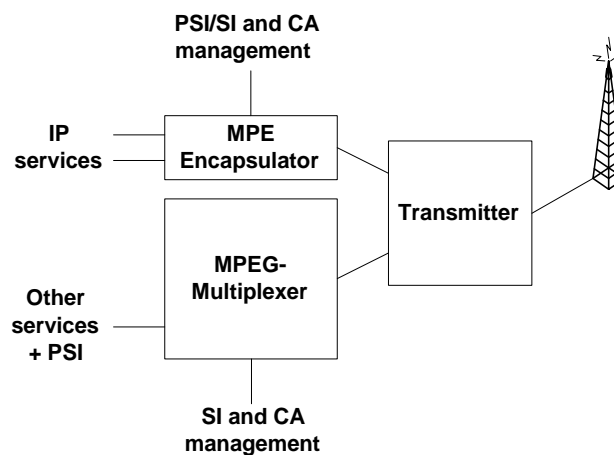 PSI/SI and CA
management
IP
services
MPE
Encapsulator
Transmitter
MPEG-
Multiplexer
Other
services
+ PSI
SI and CA
management